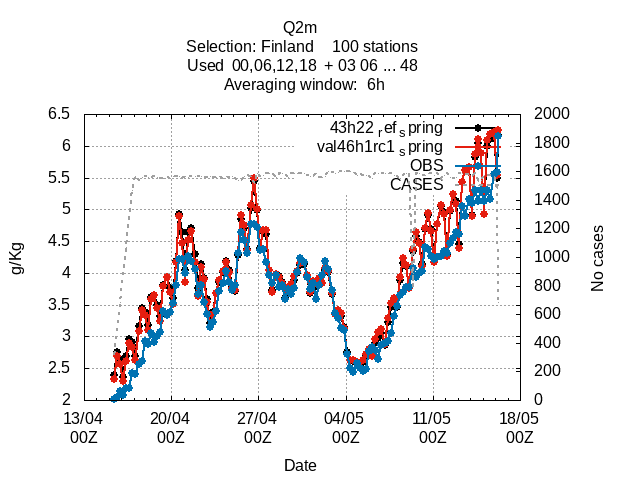 Q2m
Selection: Finland    100 stations
Used  00,06,12,18  + 03 06 ... 48
Averaging window:  6h
6.5
6
5.5
5
4.5
4
3.5
3
2.5
2
g/Kg
2000
1800
1600
1400
1200
1000
800
600
400
200
0
No cases
43h22 ref spring
val46h1rc1 spring
OBS
CASES
13/04 20/04 27/04 04/05 11/05 18/05
00Z 00Z 00Z 00Z 00Z 00Z
Date